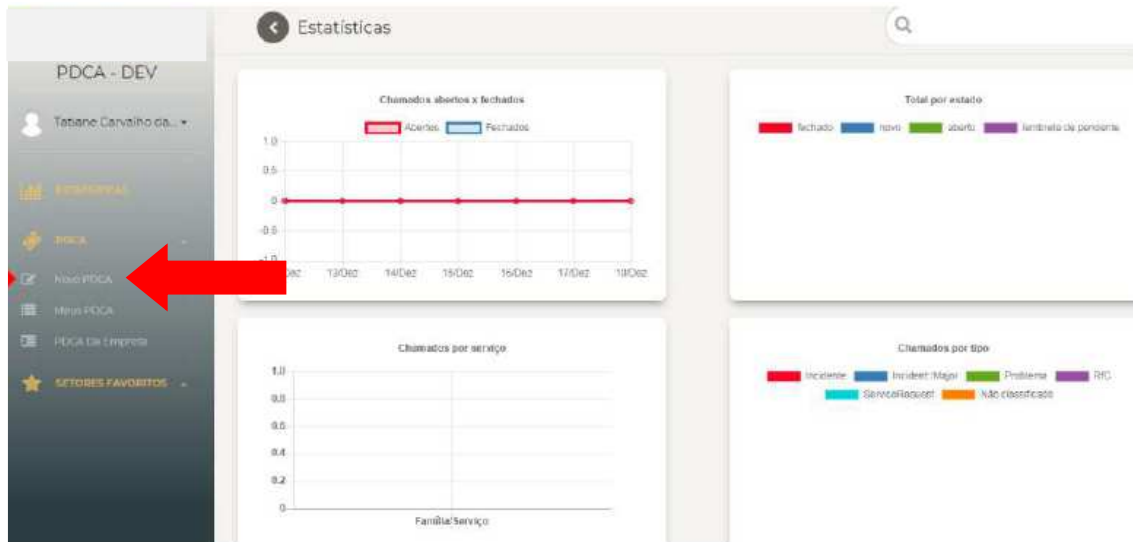 Estatísticas
PDCA - DEV
Tatiane Carvalho da...
ESTATÍSTICAS
PDCA
Novo PDCA
Meus PDCA
PDCA Da Empresa
SETORES FAVORITOS
Chamados abertos x fechados
Abertos Fechados
1.0
0.5
0
-0.5
-1.0
Dez 13/Dez 14/Dez 15/Dez 16/Dez 17/Dez 18/Dez
Total por estado
fechado novo aberto lembrete de pendente
Chamados por serviço
1.0
0.8
0.6
0.4
0.2
0
Família/Serviço
Chamados por tipo
Incidente Incident::Major Problema RfC
ServiceRequest Não classificado